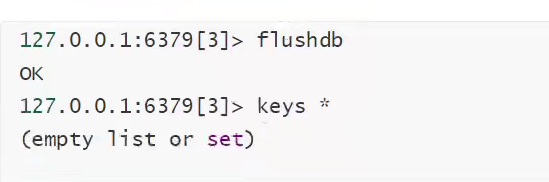 127.0.0.1:6379[3]> flushdb
OK
127.0.0.1:6379[3]> keys *
(empty list or set)